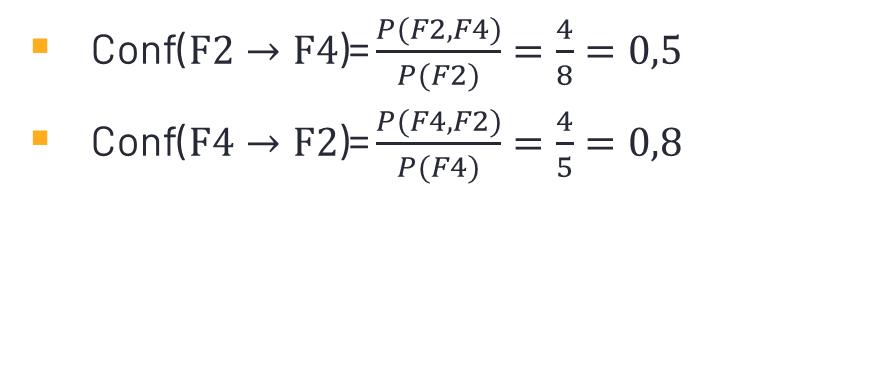 ▪ Conf(F2 → F4)= P(F2,F4) / P(F2) = 4/8 = 0,5
▪ Conf(F4 → F2)= P(F4,F2) / P(F4) = 4/5 = 0,8